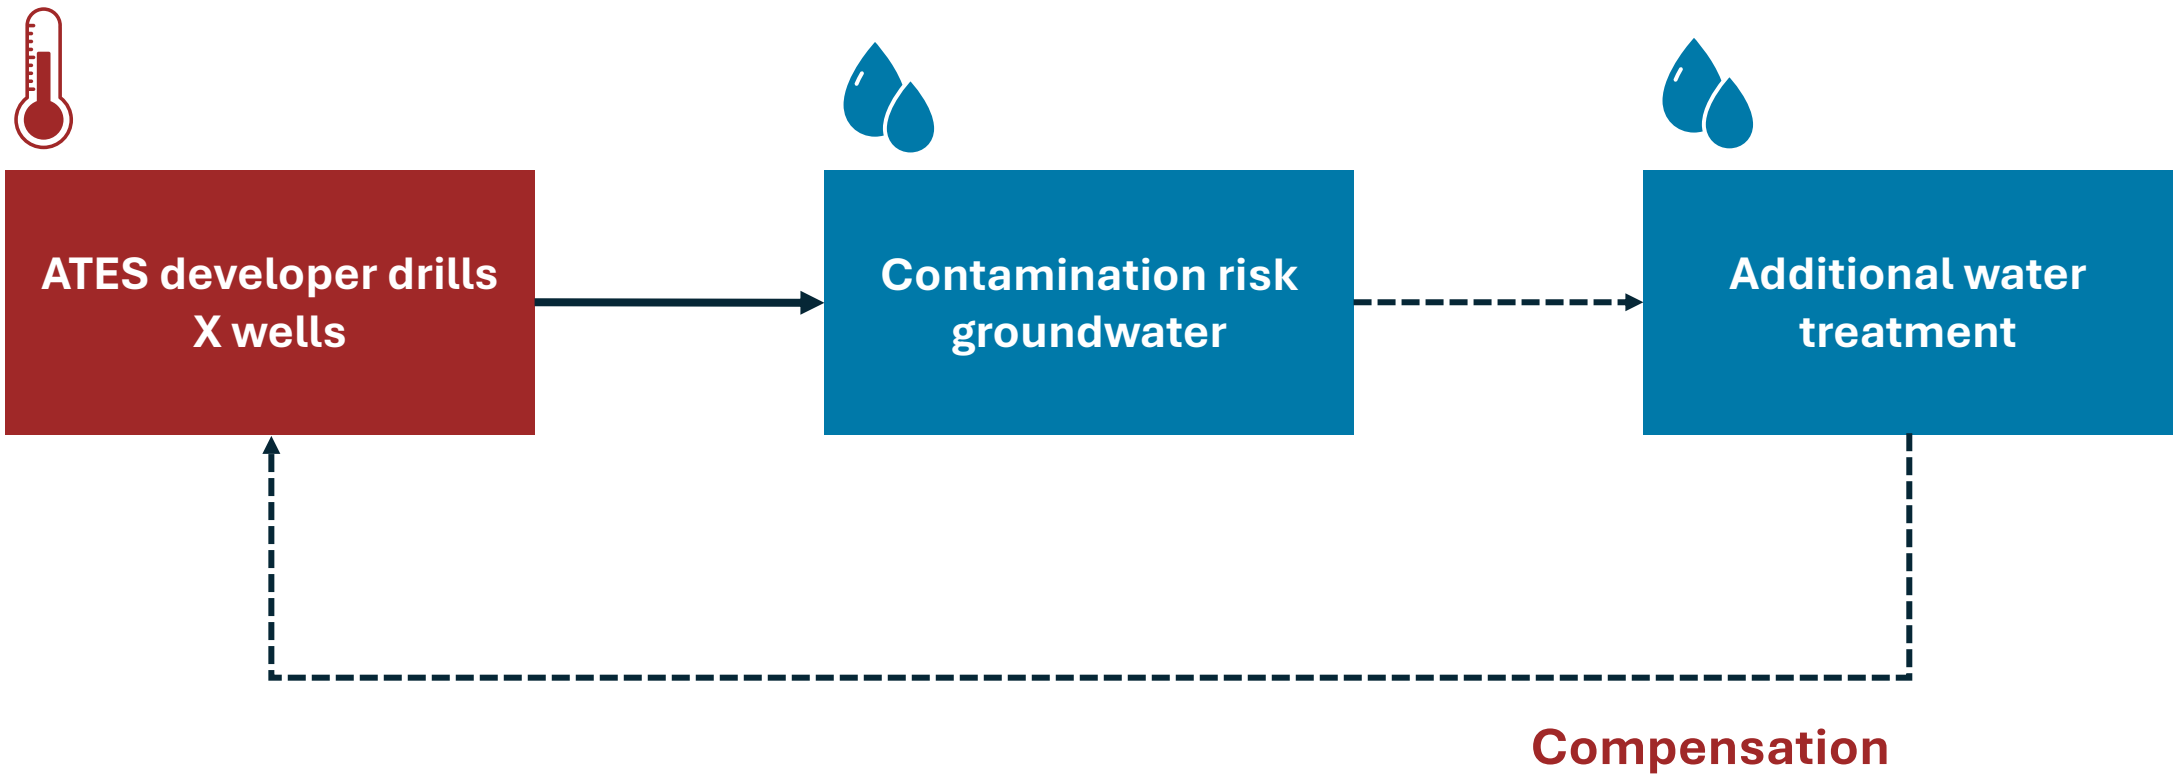 ATES developer drills
X wells
Contamination risk
groundwater
Additional water
treatment
Compensation